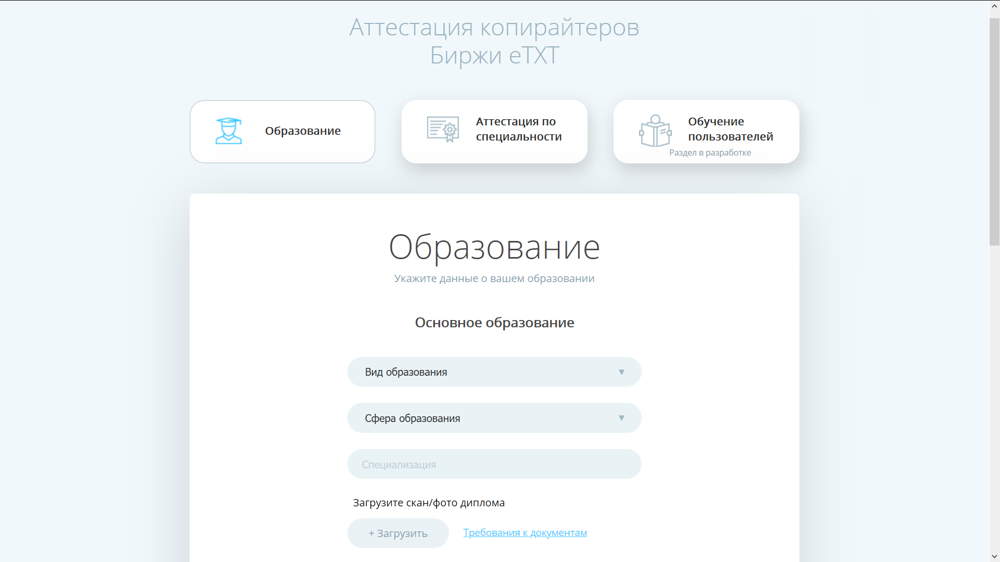 Аттестация копирайтеров
Биржи eTXT
Образование
Аттестация по
специальности
Обучение
пользователей
Раздел в разработке
Образование
Укажите данные о вашем образовании
Основное образование
Вид образования
Сфера образования
Специализация
Загрузите скан/фото диплома
+ Загрузить
Требования к документам